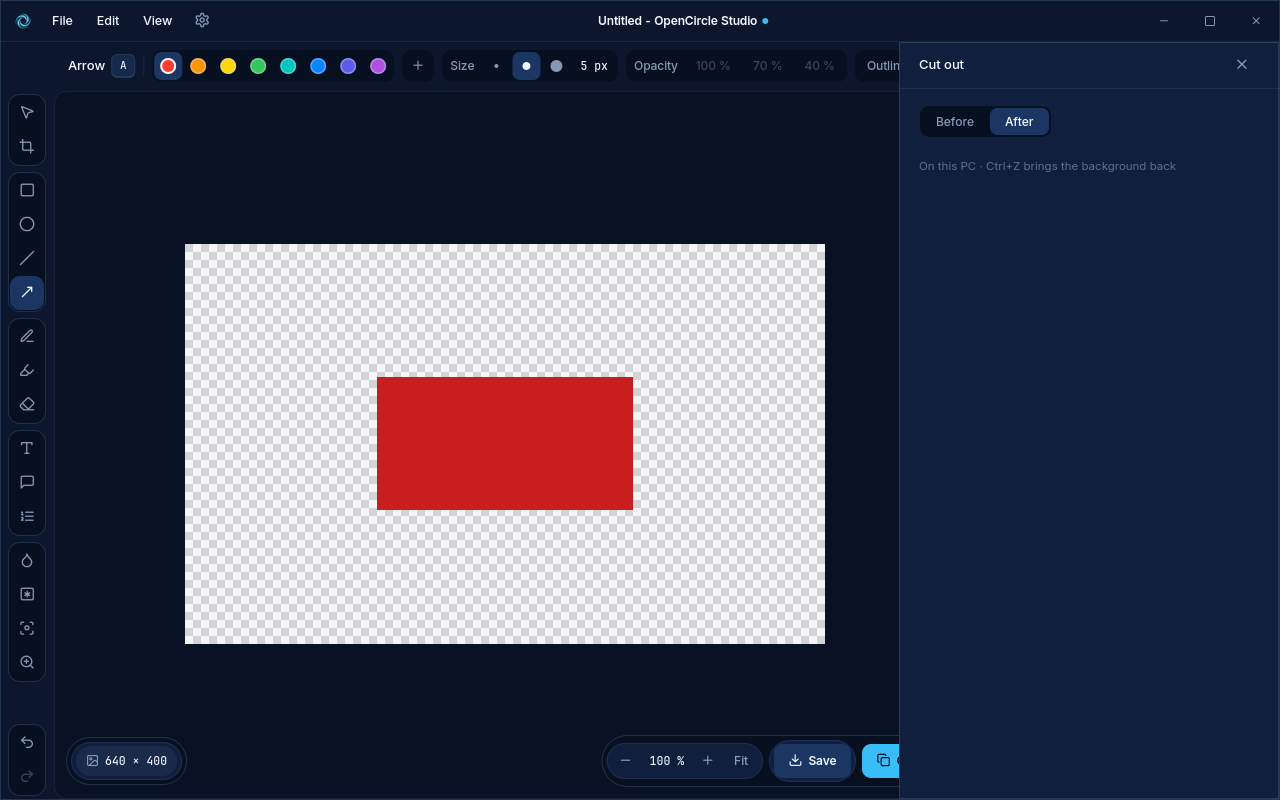 File Edit View
Untitled - OpenCircle Studio
Arrow A
Size 5 px
Opacity 100 % 70 % 40 %
Cut out
Before After
On this PC · Ctrl+Z brings the background back
640 × 400
100 % Fit
Save